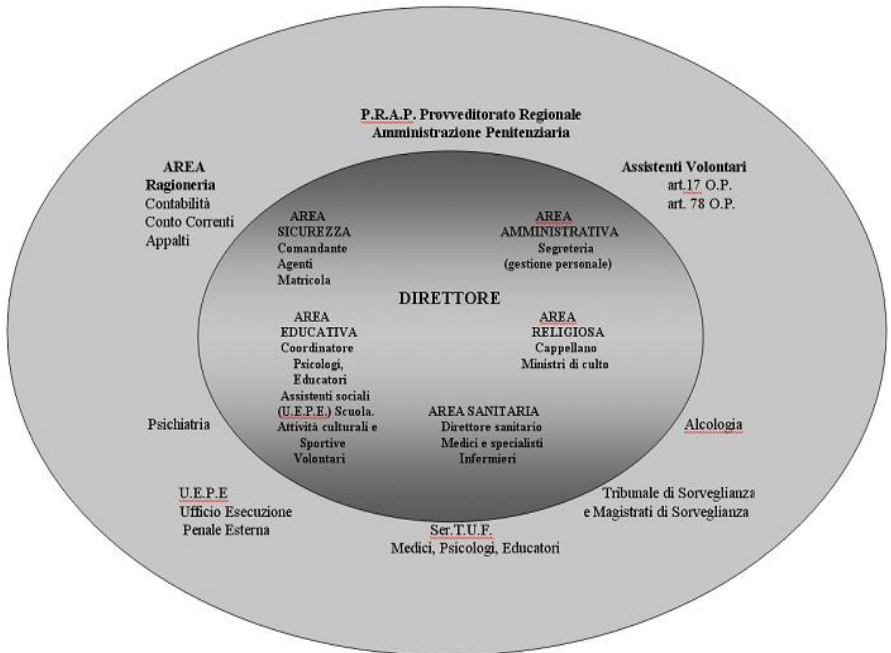 P.R.A.P. Provveditorato Regionale
Amministrazione Penitenziaria
AREA
Ragioneria
Contabilità
Conto Correnti
Appalti
Assistenti Volontari
art.17 O.P.
art. 78 O.P.
AREA
SICUREZZA
Comandante
Agenti
Matricola
AREA
AMMINISTRATIVA
Segreteria
(gestione personale)
DIRETTORE
AREA
EDUCATIVA
Coordinatore
Psicologi,
Educatori
Assistenti sociali
(U.E.P.E.) Scuola.
Attività culturali e
Sportive
Volontari
AREA
RELIGIOSA
Cappellano
Ministri di culto
AREA SANITARIA
Direttore sanitario
Medici e specialisti
Infermieri
Psichiatria
Alcologia
U.E.P.E
Ufficio Esecuzione
Penale Esterna
Ser.T.U.F.
Medici, Psicologi, Educatori
Tribunale di Sorveglianza
e Magistrati di Sorveglianza